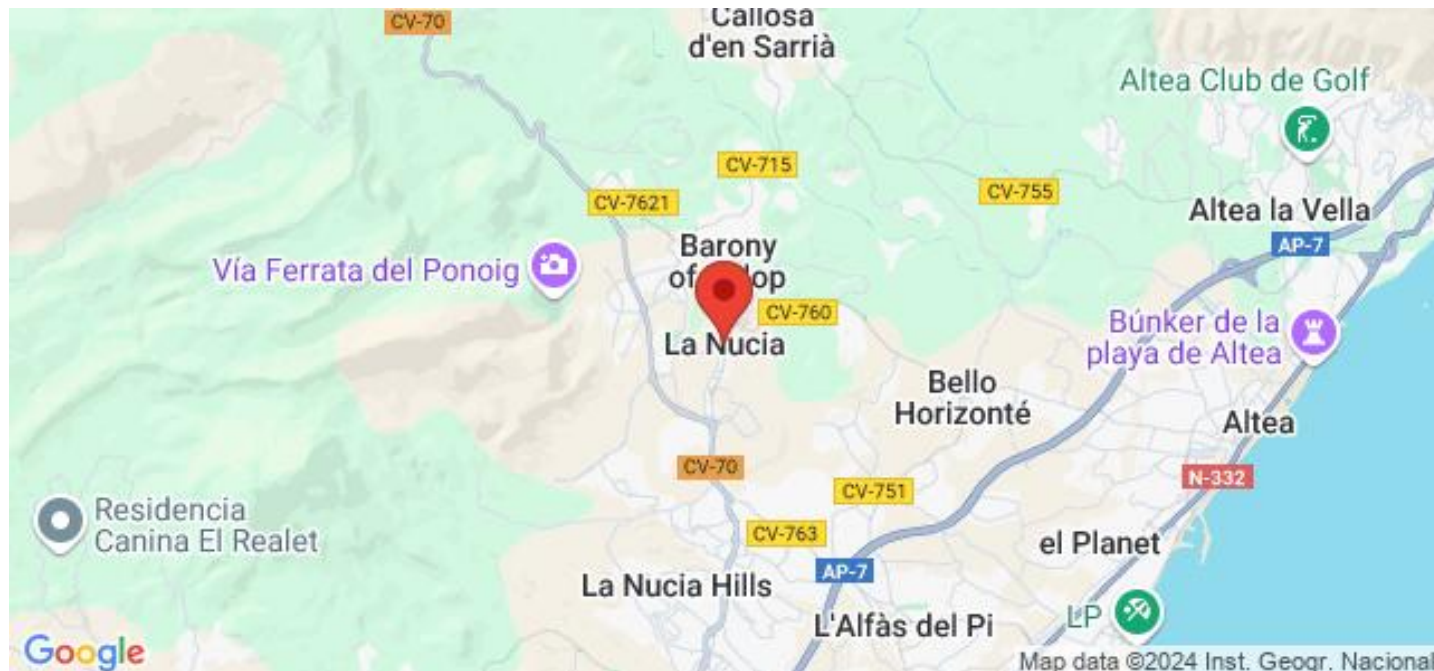 CV-70
Callosa
d'en Sarrià
Altea Club de Golf
CV-715
CV-7621
CV-755
Altea la Vella
AP-7
Barony
Vía Ferrata del Ponoig
CV-760
La Nucia
Búnker de la
playa de Altea
Bello
Horizonté
Altea
CV-70
N-332
CV-751
Residencia
Canina El Realet
CV-763
el Planet
AP-7
La Nucia Hills
L'Alfàs del Pi
LP
Google
Map data ©2024 Inst. Geogr. Nacional